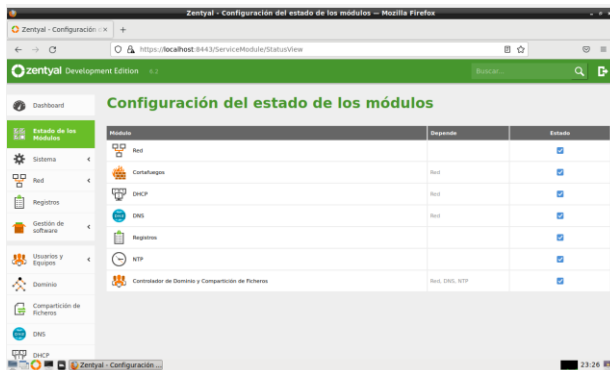 Zentyal - Configuración del estado de los módulos — Mozilla Firefox
Zentyal - Configuración
https://localhost:8443/ServiceModule/StatusView
zentyal Development Edition
Buscar...
Dashboard
Configuración del estado de los módulos
Estado de los
Módulos
Módulo Depende Estado
Red
Cortafuegos Red
Sistema
DHCP Red
Red
DNS Red
Registros
Registros
Gestión de
software
NTP
Usuarios y
Equipos
Controlador de Dominio y Compartición de Ficheros Red, DNS, NTP
Dominio
Compartición de
Ficheros
DNS
DHCP
Zentyal - Configuración ...
23:26